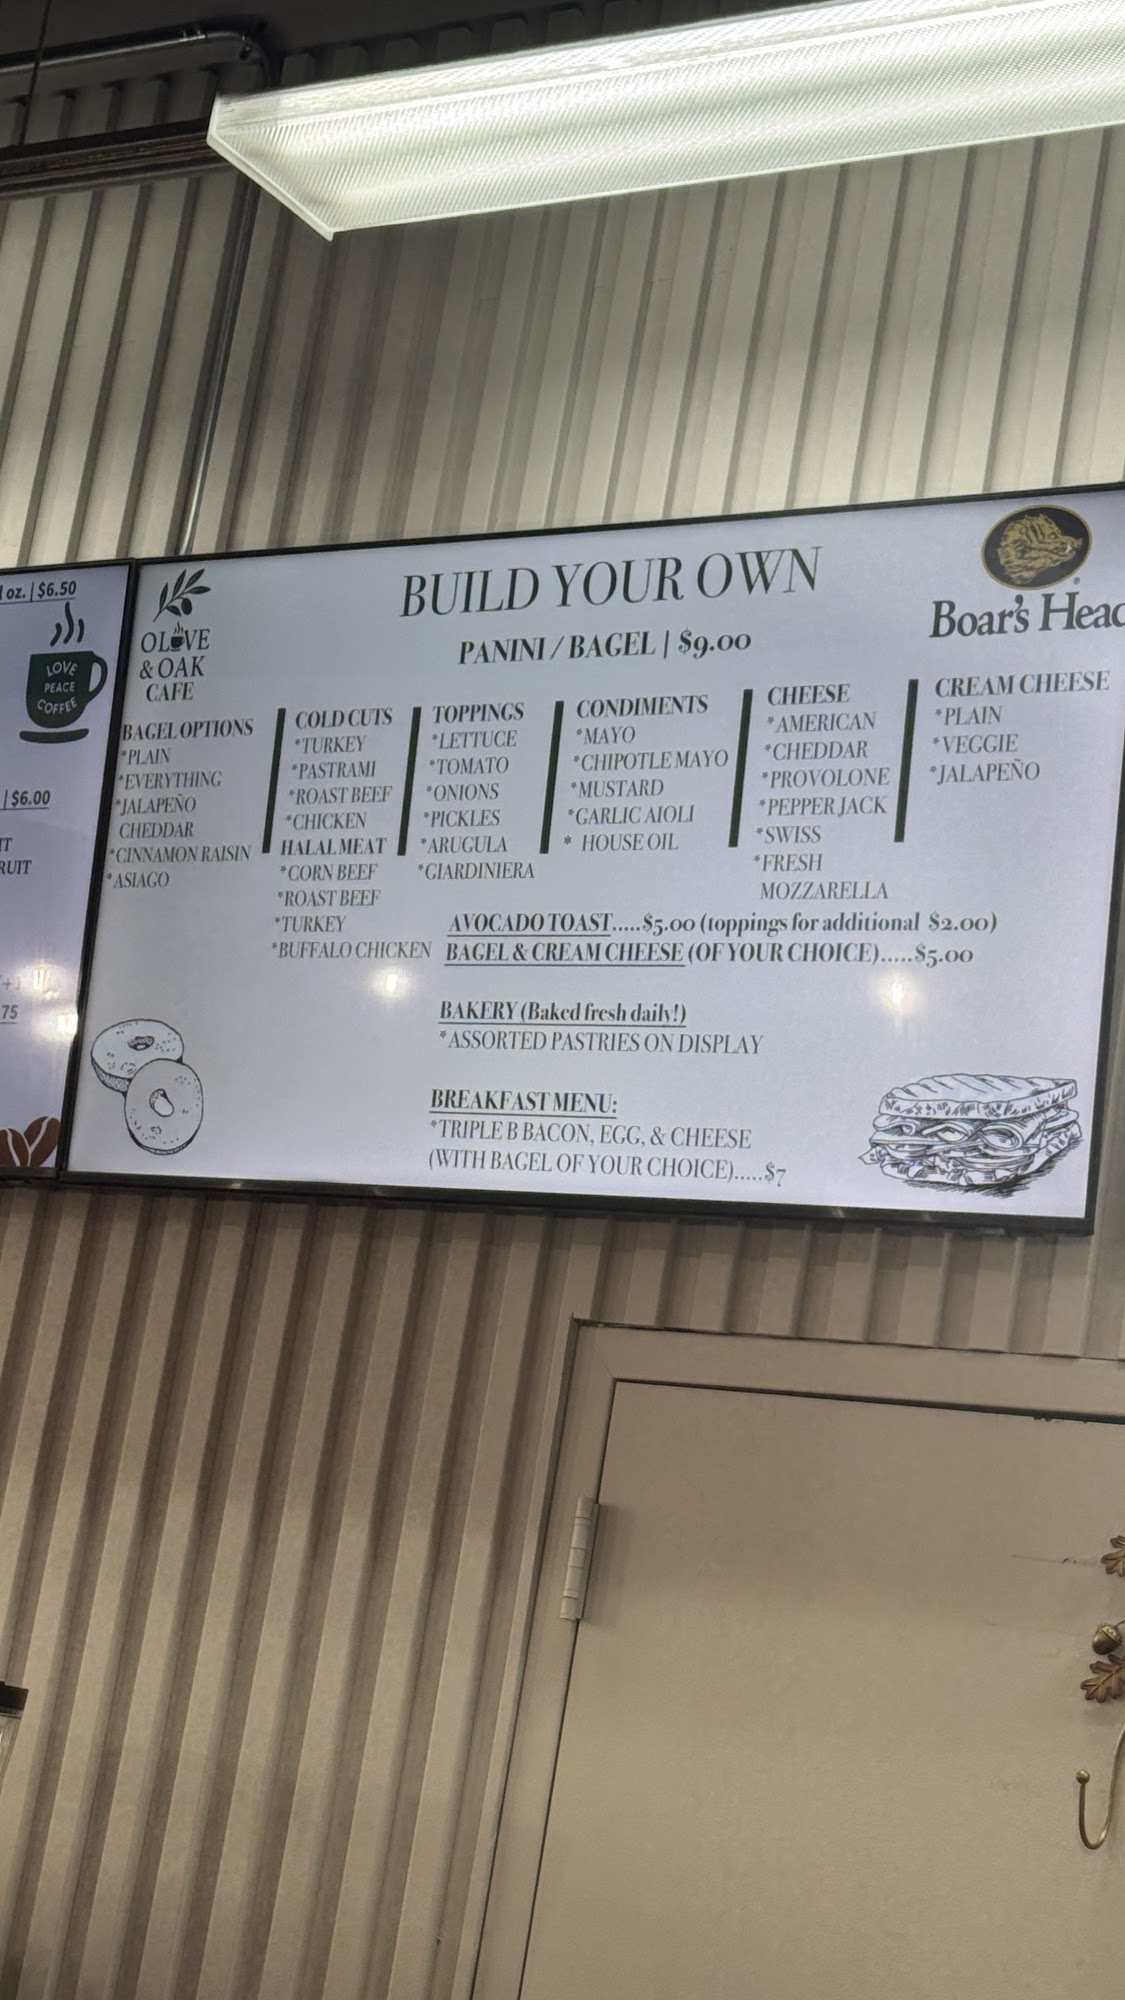 oz. | $6.50
LOVE
PEACE
COFFEE
| $6.00
75
OLIVE
& OAK
CAFE
BUILD YOUR OWN
PANINI / BAGEL | $9.00
Boar's Head
BAGEL OPTIONS
*PLAIN
*EVERYTHING
*JALAPEÑO
CHEDDAR
*CINNAMON RAISIN
*ASIAGO
COLD CUTS
*TURKEY
*PASTRAMI
*ROAST BEEF
*CHICKEN
HALAL MEAT
*CORN BEEF
*ROAST BEEF
*TURKEY
*BUFFALO CHICKEN
TOPPINGS
*LETTUCE
*TOMATO
*ONIONS
*PICKLES
*ARUGULA
*GIARDINIERA
CONDIMENTS
*MAYO
*CHIPOTLE MAYO
*MUSTARD
*GARLIC AIOLI
* HOUSE OIL
CHEESE
*AMERICAN
*CHEDDAR
*PROVOLONE
*PEPPER JACK
*SWISS
*FRESH
MOZZARELLA
CREAM CHEESE
*PLAIN
*VEGGIE
*JALAPEÑO
AVOCADO TOAST.....$5.00 (toppings for additional $2.00)
BAGEL & CREAM CHEESE (OF YOUR CHOICE).....$5.00
BAKERY (Baked fresh daily!)
*ASSORTED PASTRIES ON DISPLAY
BREAKFAST MENU:
*TRIPLE B BACON, EGG, & CHEESE
(WITH BAGEL OF YOUR CHOICE).....$7